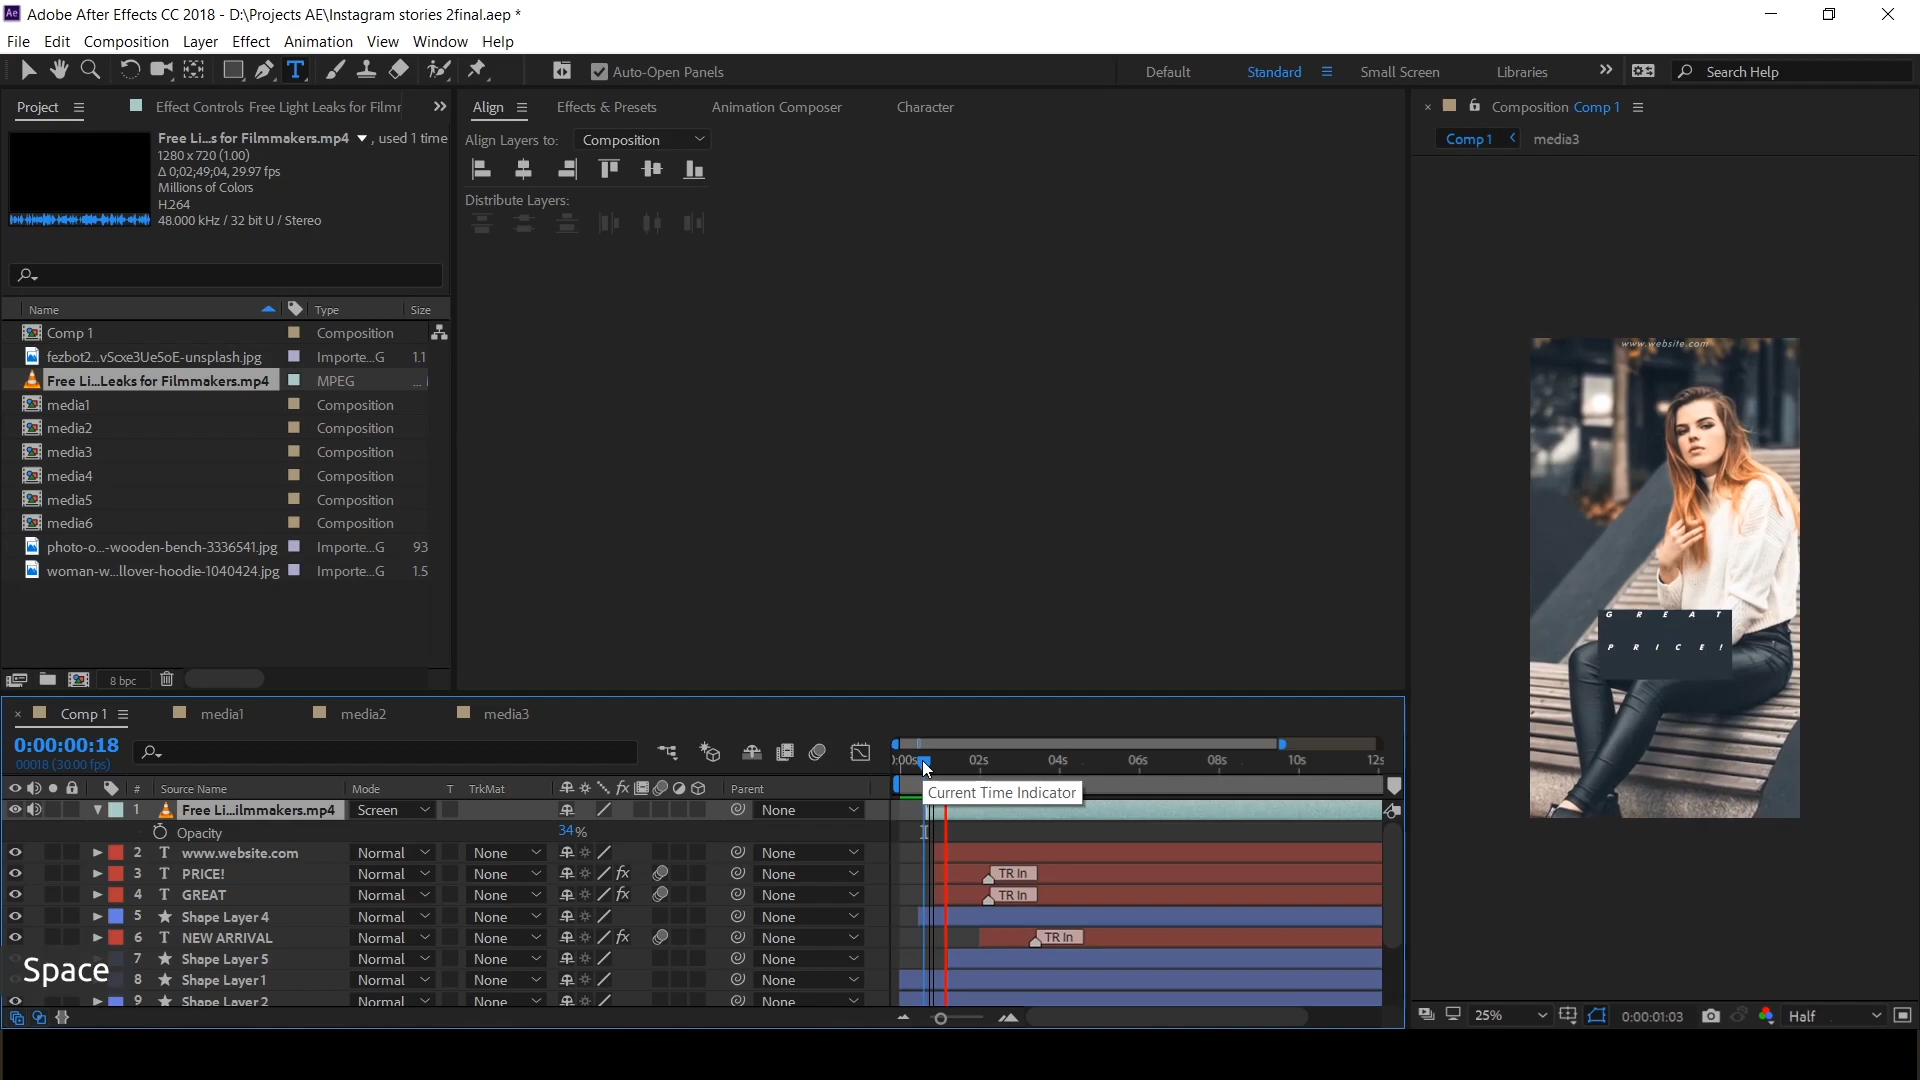 Ae Adobe After Effects CC 2018 - D:\Projects AE\Instagram stories 2final.aep *
File Edit Composition Layer Effect Animation View Window Help
Auto-Open Panels Default Standard Small Screen Libraries Search Help
Project Effect Controls Free Light Leaks for Filmr
Align Effects & Presets Animation Composer Character
Composition Comp 1
Free Li...s for Filmmakers.mp4 , used 1 time
1280 x 720 (1.00)
Δ 0;02;49;04, 29.97 fps
Millions of Colors
H.264
48.000 kHz / 32 bit U / Stereo
Align Layers to: Composition
Distribute Layers:
Comp 1 media3
Name Type Size
Comp 1 Composition
fezbot2...vScxe3Ue5oE-unsplash.jpg Importe...G 1.1
Free Li...Leaks for Filmmakers.mp4 MPEG ...
media1 Composition
media2 Composition
media3 Composition
media4 Composition
media5 Composition
media6 Composition
photo-o...-wooden-bench-3336541.jpg Importe...G 93
woman-w...llover-hoodie-1040424.jpg Importe...G 1.5
8 bpc
www.website.com
GREAT
PRICE!
Comp 1 media1 media2 media3
0:00:00:18
00018 (30.00 fps)
):00s 02s 04s 06s 08s 10s 12s
# Source Name Mode T TrkMat fx Parent
Current Time Indicator
1 Free Li...ilmmakers.mp4 Screen None
Opacity 34%
2 T www.website.com Normal None None
3 T PRICE! Normal None fx None TR In
4 T GREAT Normal None fx None TR In
5 Shape Layer 4 Normal None None
6 T NEW ARRIVAL Normal None fx None TR In
7 Shape Layer 5 Normal None None
8 Shape Layer 1 Normal None None
9 Shape Layer 2 Normal None None
Space
25% 0:00:01:03 Half